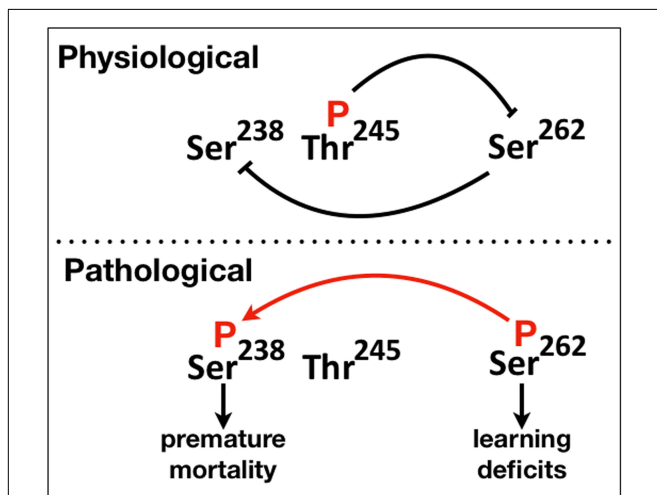 Physiological
P
Ser238 Thr245 Ser262
Pathological
P P
Ser238 Thr245 Ser262
premature learning
mortality deficits